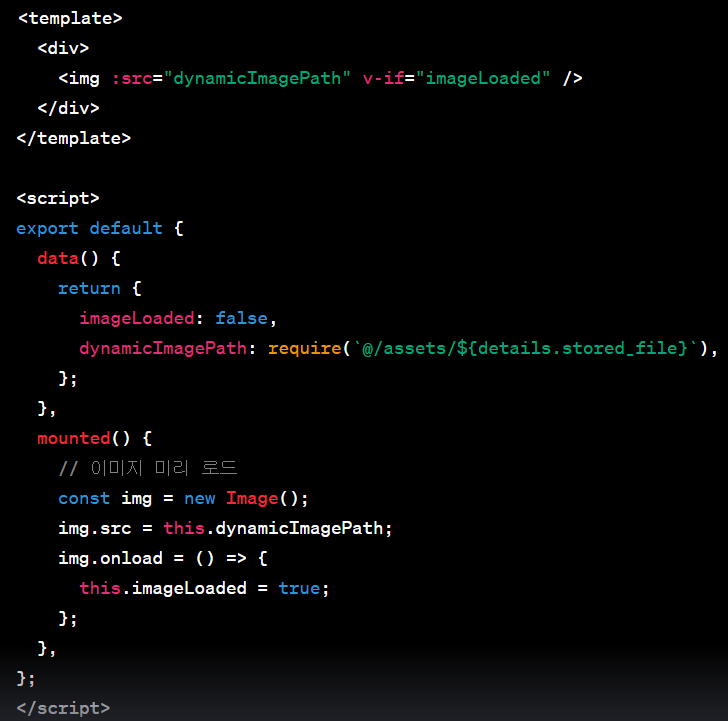 <template>
  <div>
    <img :src="dynamicImagePath" v-if="imageLoaded" />
  </div>
</template>

<script>
export default {
  data() {
    return {
      imageLoaded: false,
      dynamicImagePath: require(`@/assets/${details.stored_file}`),
    };
  },
  mounted() {
    // 이미지 미리 로드
    const img = new Image();
    img.src = this.dynamicImagePath;
    img.onload = () => {
      this.imageLoaded = true;
    };
  },
};
</script>